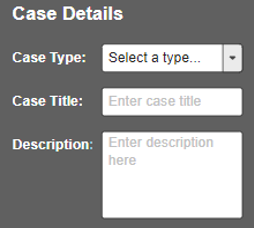 Case Details
Case Type: Select a type...
Case Title: Enter case title
Description: Enter description
here